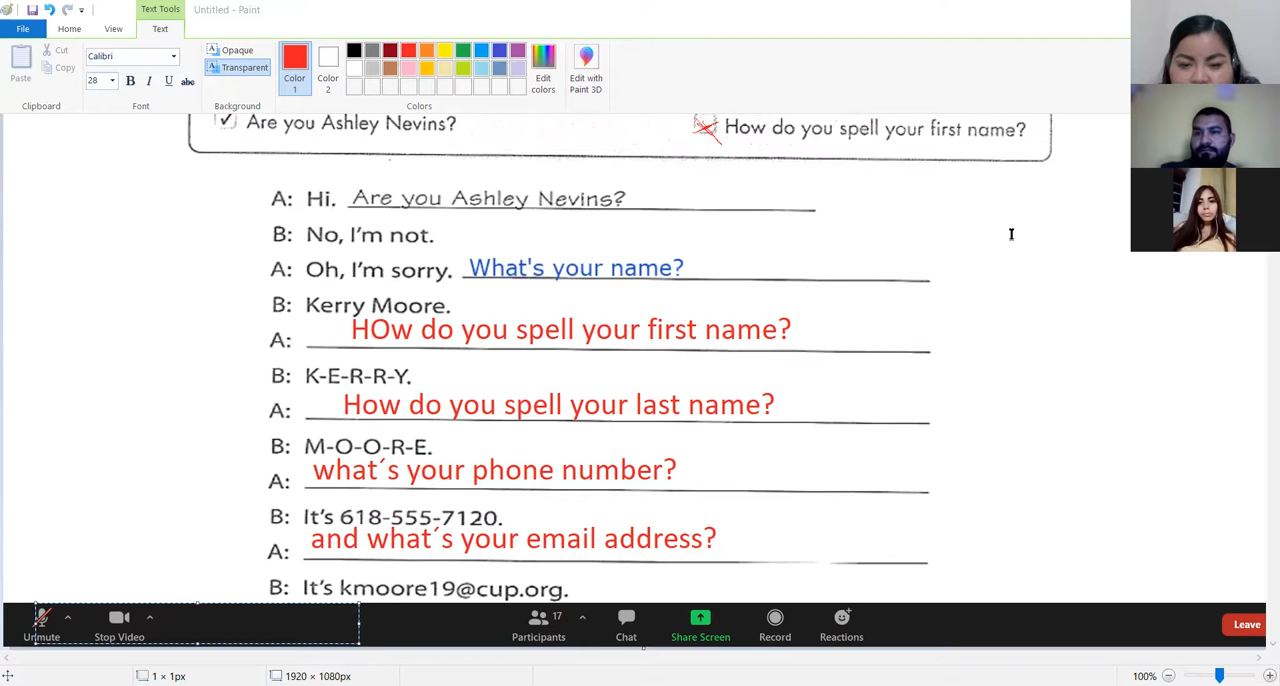 Text Tools
Untitled - Paint
File
Home
View
Text
Paste
Cut
Copy
Clipboard
Calibri
28
B I U abc
Font
Opaque
Transparent
Background
Color 1
Color 2
Edit colors
Colors
Edit with Paint 3D
Are you Ashley Nevins?
How do you spell your first name?
A: Hi. Are you Ashley Nevins?
B: No, I'm not.
A: Oh, I'm sorry. What's your name?
B: Kerry Moore.
A: HOw do you spell your first name?
B: K-E-R-R-Y.
A: How do you spell your last name?
B: M-O-O-R-E.
A: what´s your phone number?
B: It's 618-555-7120.
A: and what´s your email address?
B: It's kmoore19@cup.org.
Unmute
Stop Video
17
Participants
Chat
Share Screen
Record
Reactions
Leave
1 × 1px
1920 × 1080px
100%